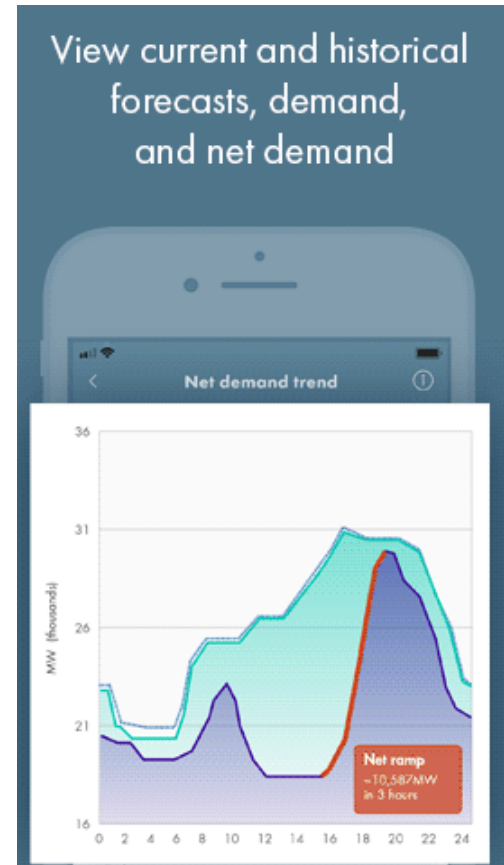 View current and historical
forecasts, demand,
and net demand
Net demand trend
36
31
26
21
16
MW (thousands)
0 2 4 6 8 10 12 14 16 18 20 22 24
Net ramp
~10,587MW
in 3 hours